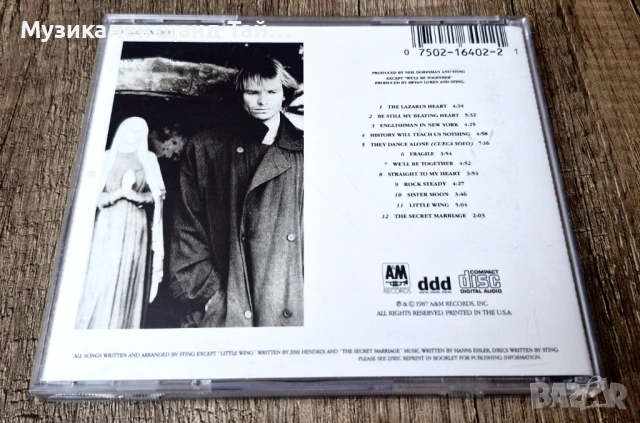 Музика
нд Тай...
0 7502-16402-2 1
PRODUCED BY NEIL DORFSMAN AND STING
EXCEPT "WE'LL BE TOGETHER"
PRODUCED BY BRYAN LOREN AND STING.
1 THE LAZARUS HEART 4:34
2 BE STILL MY BEATING HEART 5:32
3 ENGLISHMAN IN NEW YORK 4:25
4 HISTORY WILL TEACH US NOTHING 4:58
5 THEY DANCE ALONE (CUECA SOLO) 7:16
6 FRAGILE 3:54
7 WE'LL BE TOGETHER 4:52
8 STRAIGHT TO MY HEART 3:54
9 ROCK STEADY 4:27
10 SISTER MOON 3:46
11 LITTLE WING 5:04
12 THE SECRET MARRIAGE 2:03
AM
RECORDS
ddd
COMPACT
disc
DIGITAL AUDIO
℗ & © 1987 A&M RECORDS, INC.
ALL RIGHTS RESERVED. PRINTED IN THE U.S.A.
ALL SONGS WRITTEN AND ARRANGED BY STING EXCEPT "LITTLE WING" WRITTEN BY JIMI HENDRIX AND "THE SECRET MARRIAGE" MUSIC WRITTEN BY HANNS EISLER, LYRICS WRITTEN BY STING.
PLEASE SEE LYRIC REPRINT IN BOOKLET FOR PUBLISHING INFORMATION.
BAZAR